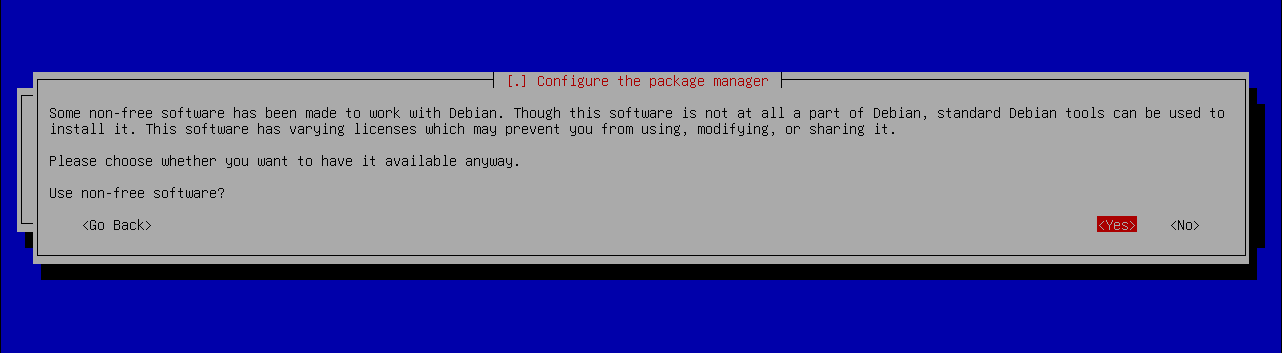 [.] Configure the package manager
Some non-free software has been made to work with Debian. Though this software is not at all a part of Debian, standard Debian tools can be used to
install it. This software has varying licenses which may prevent you from using, modifying, or sharing it.
Please choose whether you want to have it available anyway.
Use non-free software?
<Go Back> <Yes> <No>